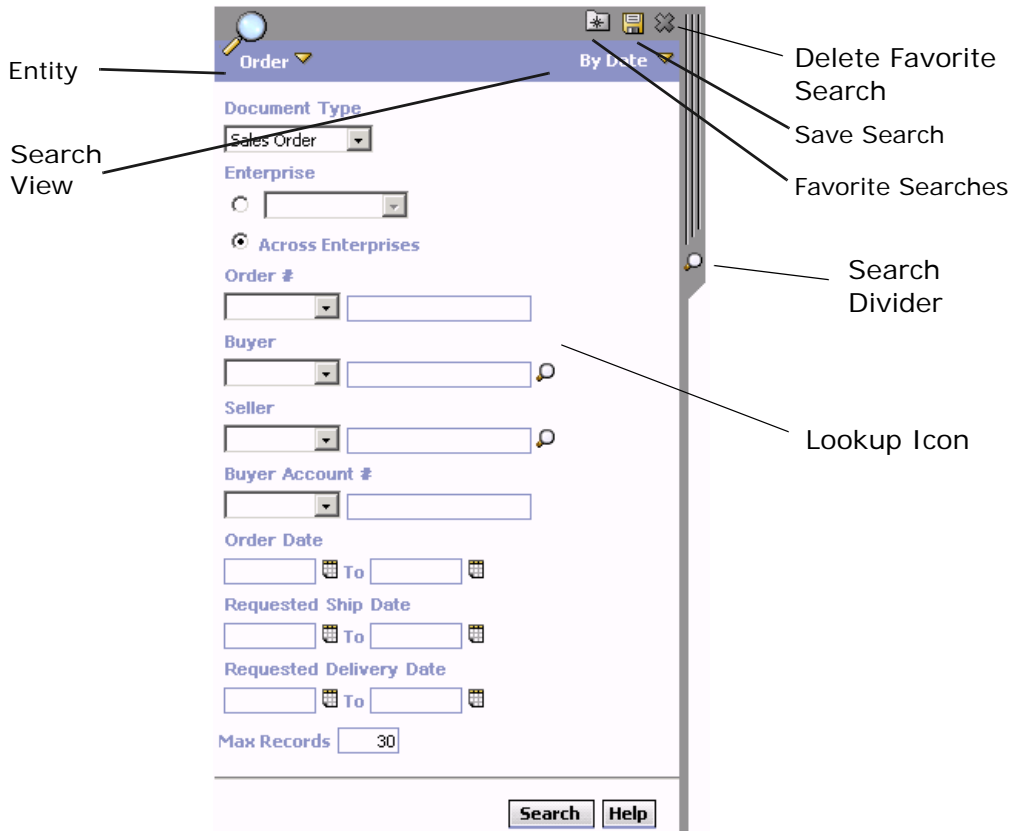 Order
By Date
Entity
Delete Favorite
Search
Document Type
Sales Order
Save Search
Search
View
Enterprise
Favorite Searches
Across Enterprises
Order #
Search
Divider
Buyer
Seller
Lookup Icon
Buyer Account #
Order Date
To
Requested Ship Date
To
Requested Delivery Date
To
Max Records 30
Search Help